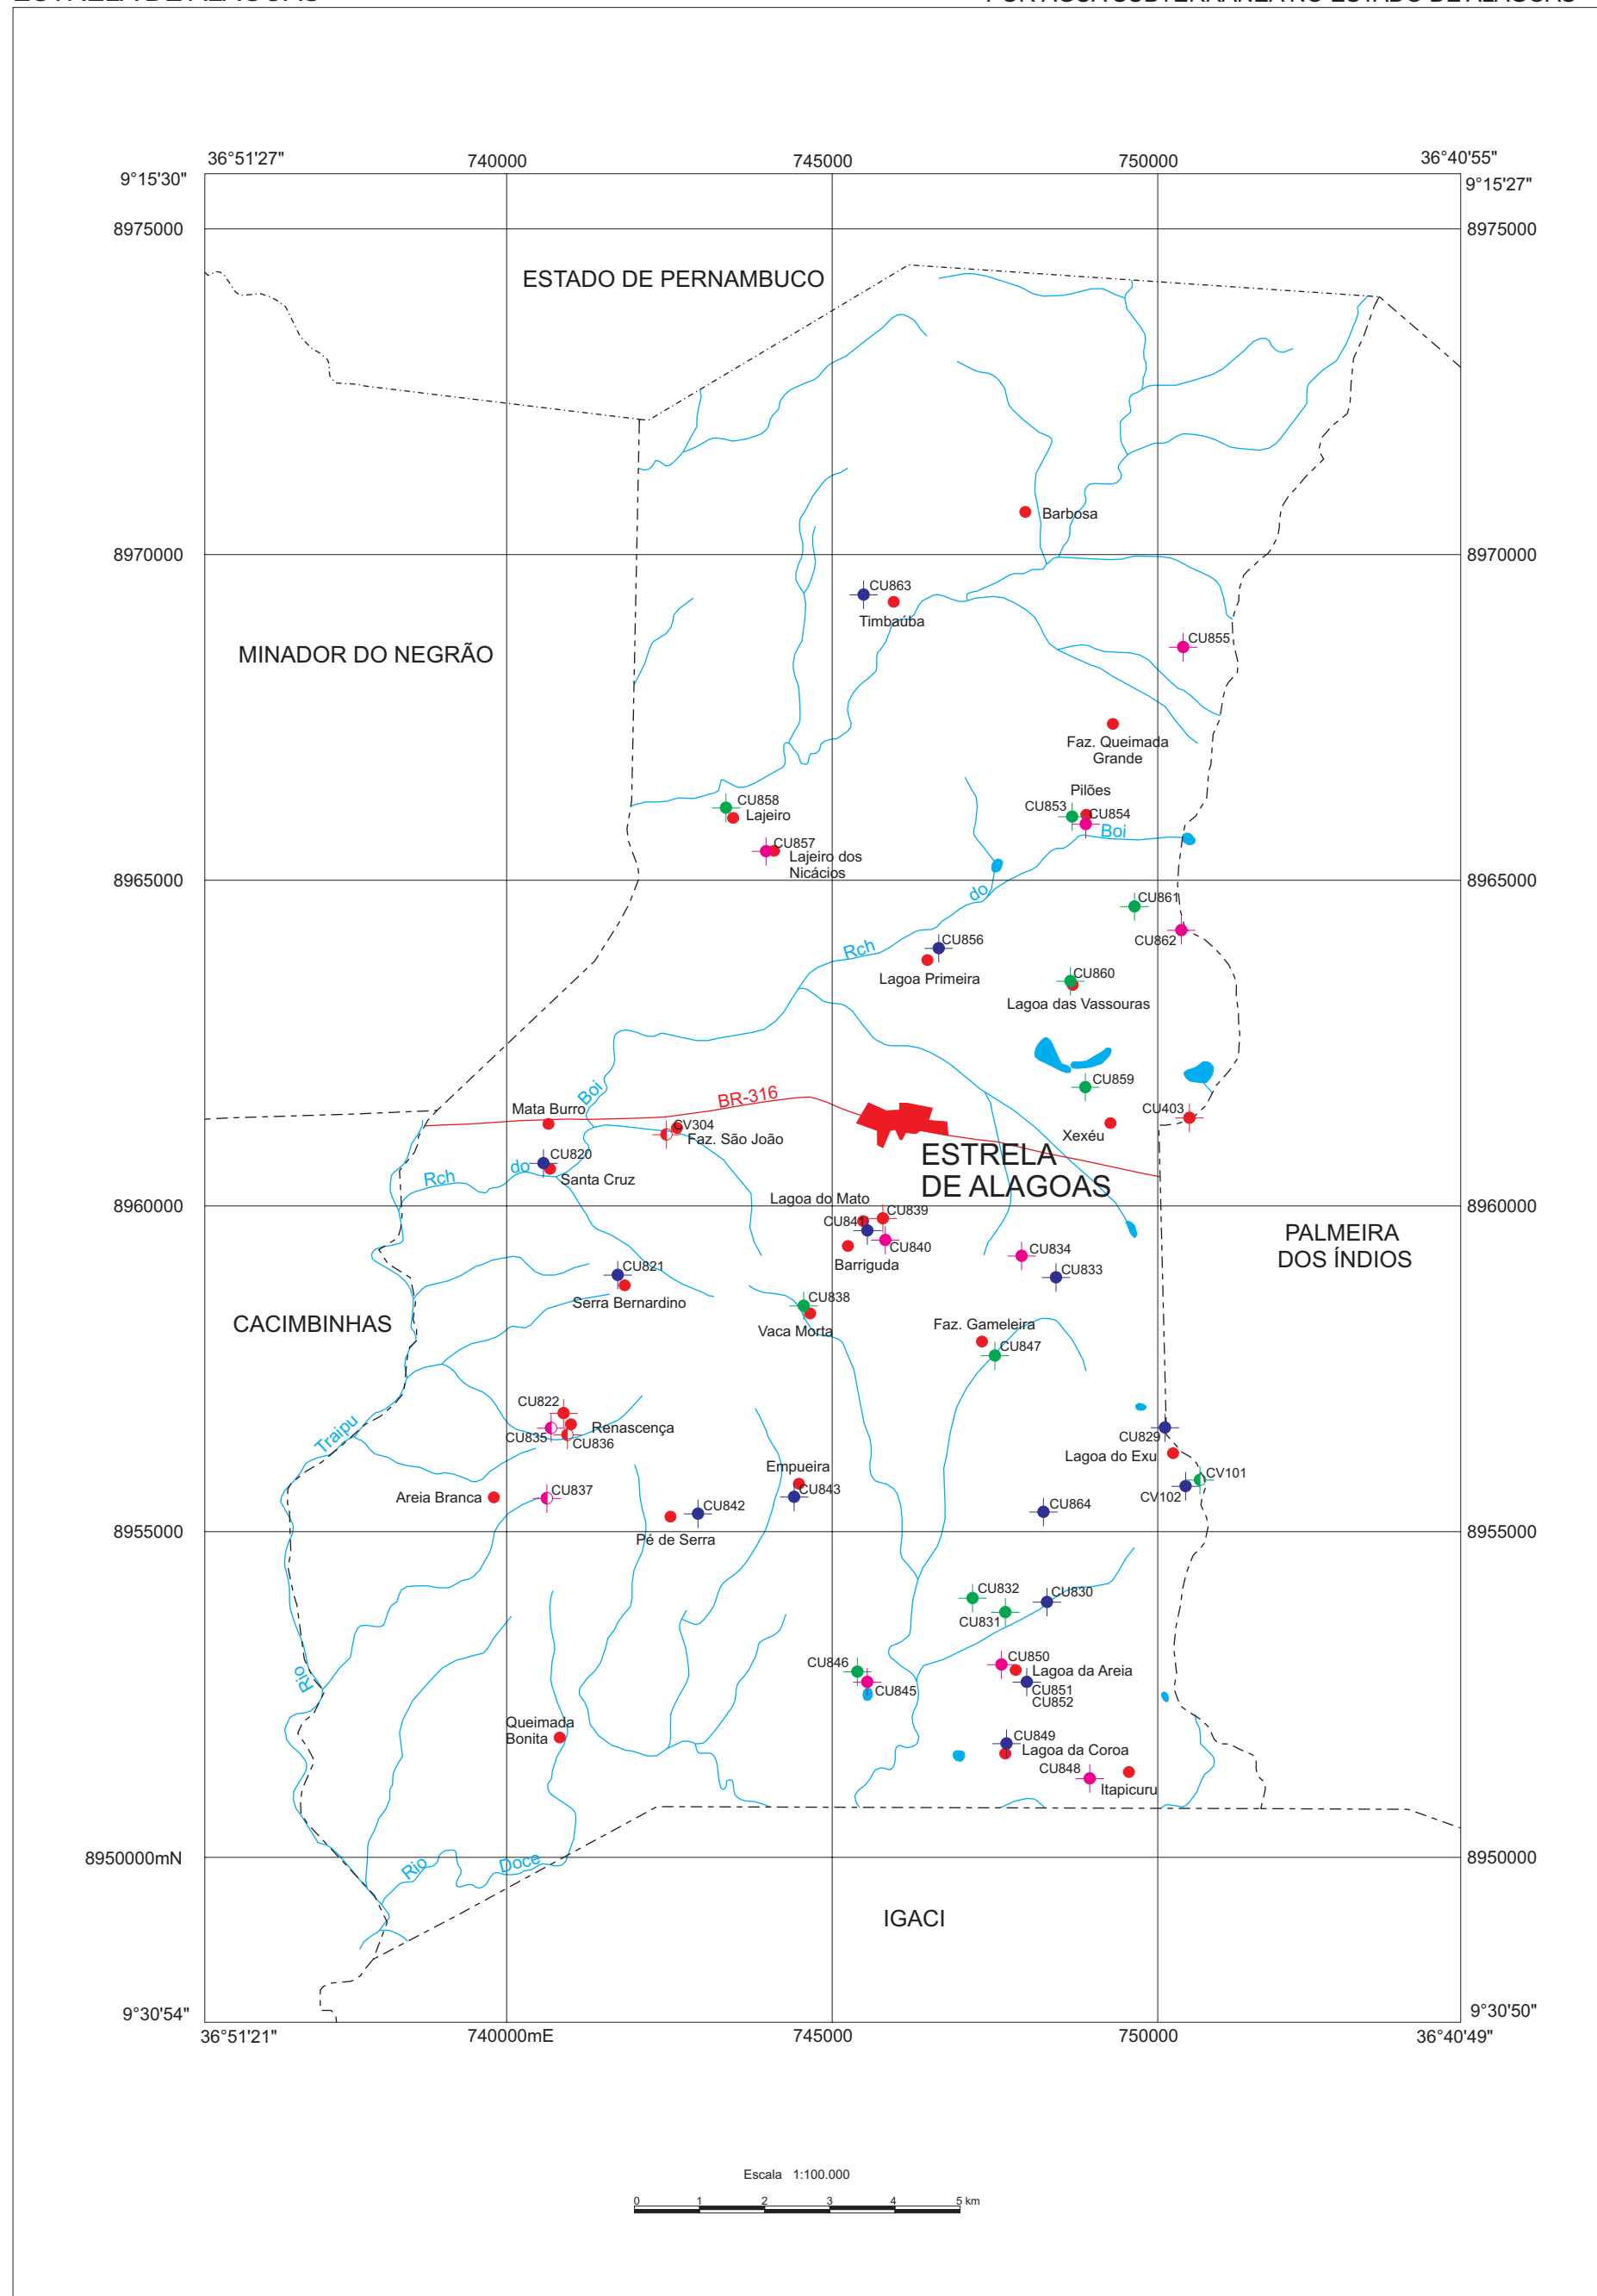 36°51'27"
740000
745000
750000
36°40'55"
9°15'30"
9°15'27"
8975000
8975000
ESTADO DE PERNAMBUCO
Barbosa
8970000
8970000
CU863
Timbaúba
CU855
MINADOR DO NEGRÃO
Faz. Queimada
Grande
Pilões
CU858
Lajeiro
CU853
CU854
Boi
CU857
Lajeiro dos
Nicácios
8965000
8965000
do
CU861
CU862
Rch
CU856
Lagoa Primeira
CU860
Lagoa das Vassouras
CU859
Boi
BR-316
Mata Burro
CV304
Faz. São João
CU403
Xexéu
CU820
do
Rch
Santa Cruz
ESTRELA
DE ALAGOAS
Lagoa do Mato
8960000
8960000
CU839
CU841
CU840
Barriguda
PALMEIRA
DOS ÍNDIOS
CU834
CU833
CU821
Serra Bernardino
CACIMBINHAS
CU838
Vaca Morta
Faz. Gameleira
CU847
CU822
Renascença
CU835
CU836
Traipu
CU829
Lagoa do Exu
Empueira
CV101
CV102
Areia Branca
CU837
CU843
CU842
CU864
Pé de Serra
8955000
8955000
CU832
CU830
CU831
CU846
CU845
CU850
Lagoa da Areia
CU851
CU852
Rio
Queimada
Bonita
CU849
Lagoa da Coroa
CU848
Itapicuru
8950000mN
8950000
Rio
Doce
IGACI
9°30'54"
9°30'50"
36°51'21"
740000mE
745000
750000
36°40'49"
Escala 1:100.000
0 1 2 3 4 5 km